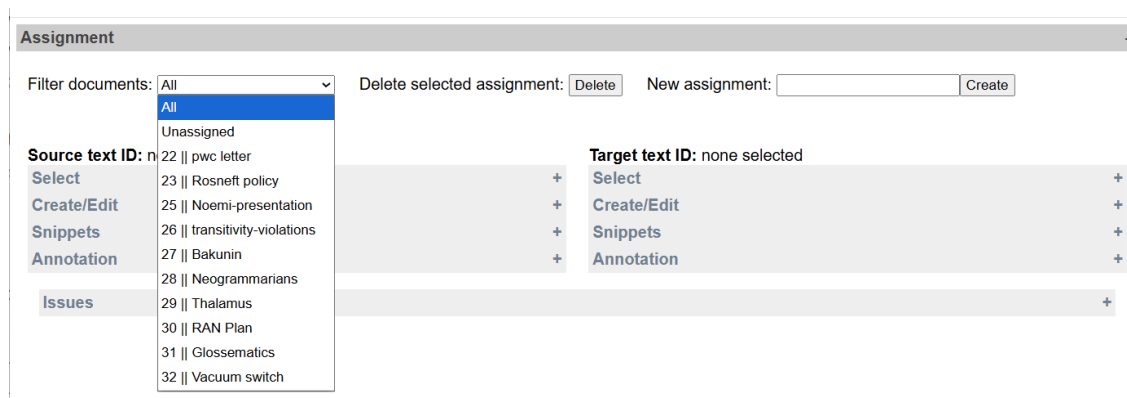 Assignment -
Filter documents: All Delete selected assignment: Delete New assignment: Create
All
Unassigned
22 || pwc letter
23 || Rosneft policy
25 || Noemi-presentation
26 || transitivity-violations
27 || Bakunin
28 || Neogrammarians
29 || Thalamus
30 || RAN Plan
31 || Glossematics
32 || Vacuum switch
Source text ID:
Select +
Create/Edit +
Snippets +
Annotation +
Target text ID: none selected
Select +
Create/Edit +
Snippets +
Annotation +
Issues +